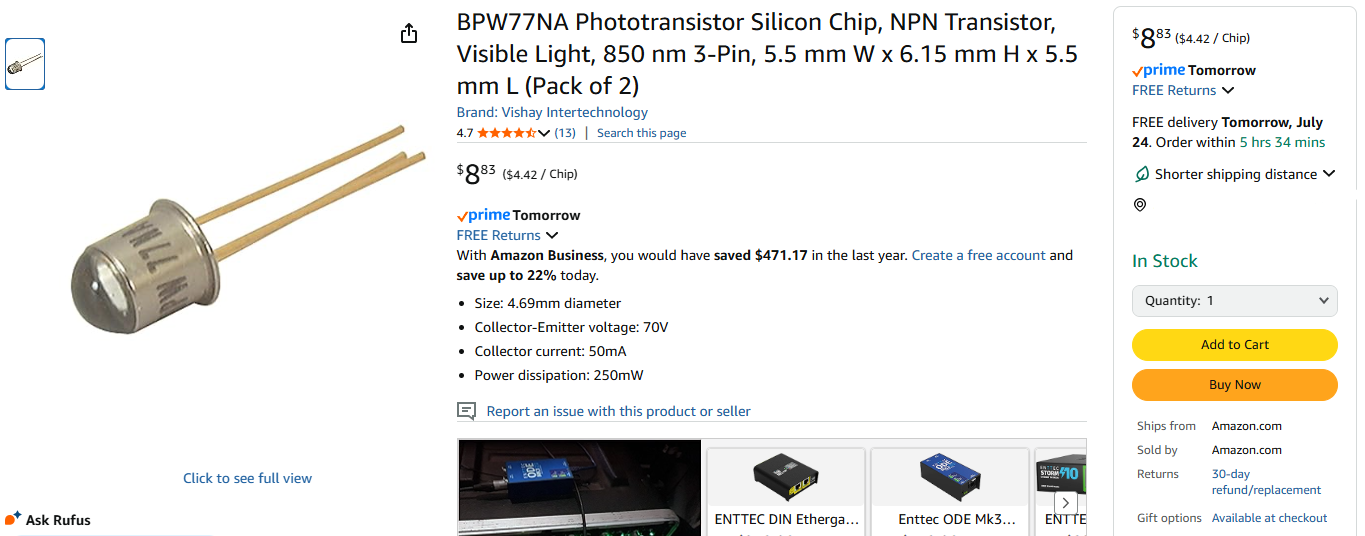 BPW77NA Phototransistor Silicon Chip, NPN Transistor,
Visible Light, 850 nm 3-Pin, 5.5 mm W x 6.15 mm H x 5.5
mm L (Pack of 2)
Brand: Vishay Intertechnology
4.7 (13) | Search this page
$8.83 ($4.42 / Chip)
prime Tomorrow
FREE Returns
With Amazon Business, you would have saved $471.17 in the last year. Create a free account and
save up to 22% today.
• Size: 4.69mm diameter
• Collector-Emitter voltage: 70V
• Collector current: 50mA
• Power dissipation: 250mW
Report an issue with this product or seller
ENTTEC DIN Etherga...
Enttec ODE Mk3...
ENTTE
Click to see full view
Ask Rufus
$8.83 ($4.42 / Chip)
prime Tomorrow
FREE Returns
FREE delivery Tomorrow, July
24. Order within 5 hrs 34 mins
Shorter shipping distance
In Stock
Quantity: 1
Add to Cart
Buy Now
Ships from Amazon.com
Sold by Amazon.com
Returns 30-day
refund/replacement
Gift options Available at checkout